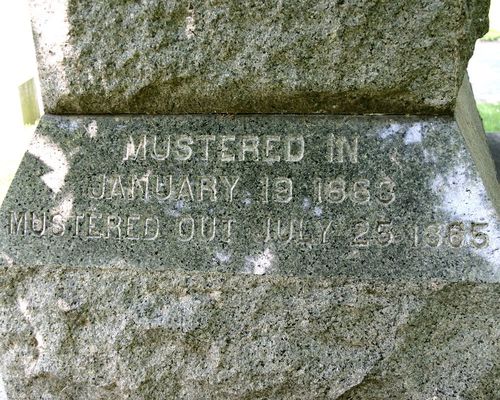 MUSTERED IN
JANUARY 19 1863
MUSTERED OUT JULY 25 1865